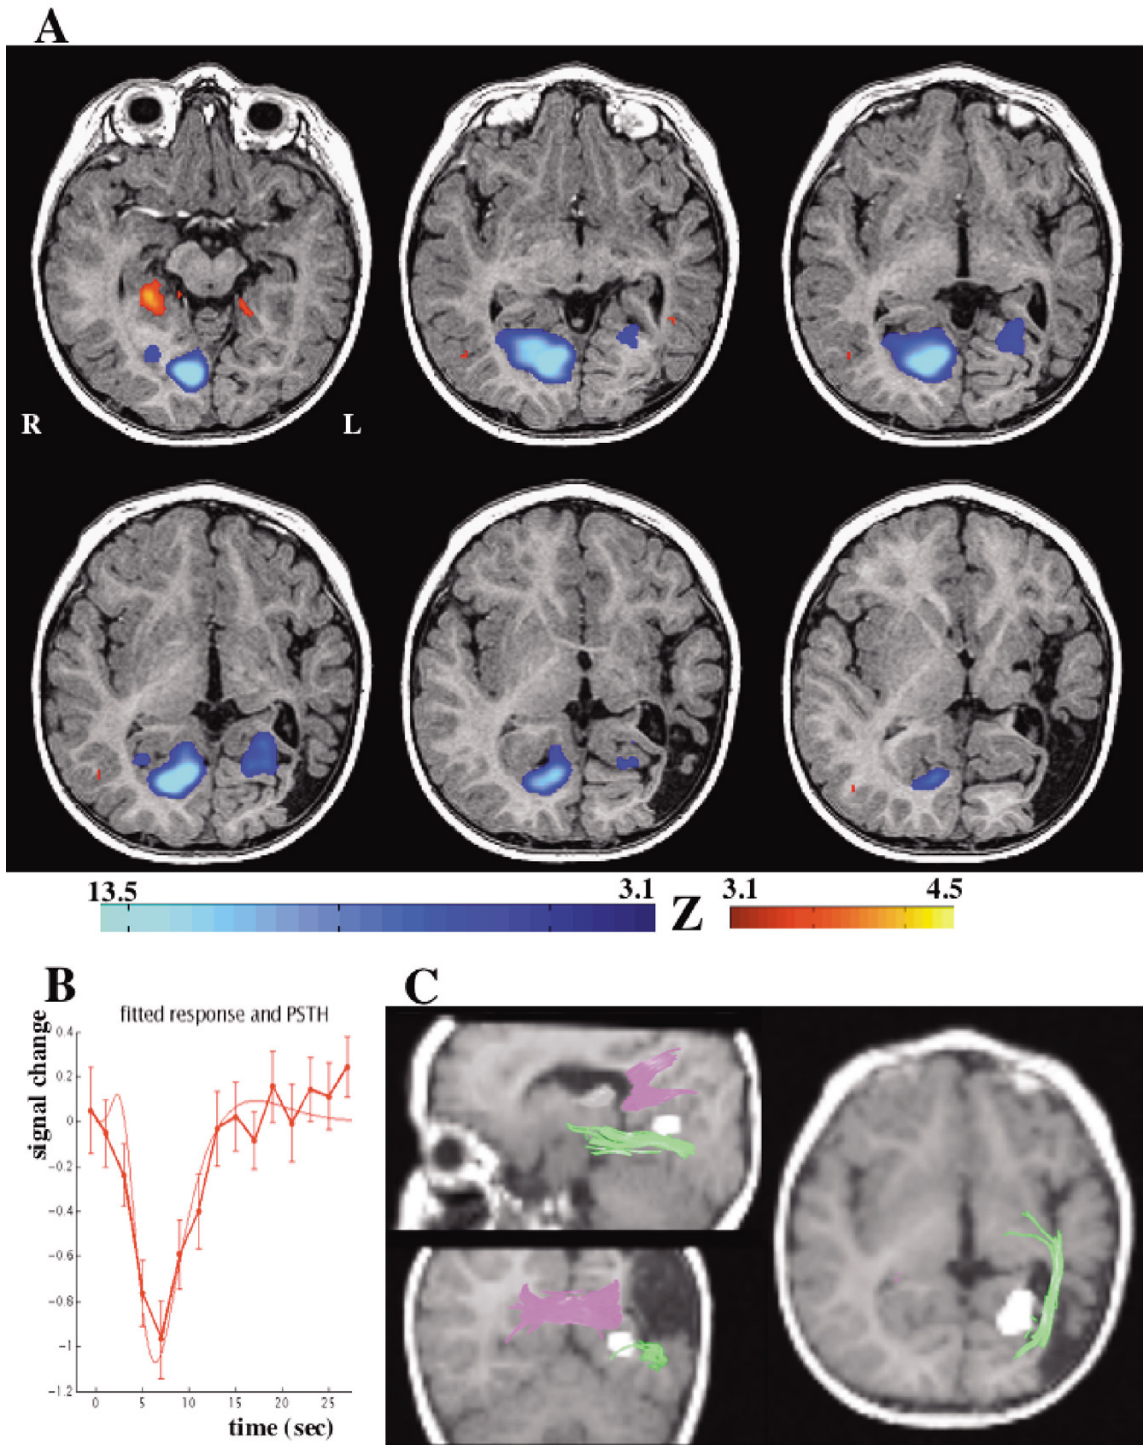 A
R L
13.5 3.1 Z 3.1 4.5
B C
fitted response and PSTH
signal change
0.4
0.2
0
−0.2
−0.4
−0.6
−0.8
−1
−1.2
0 5 10 15 20 25
time (sec)